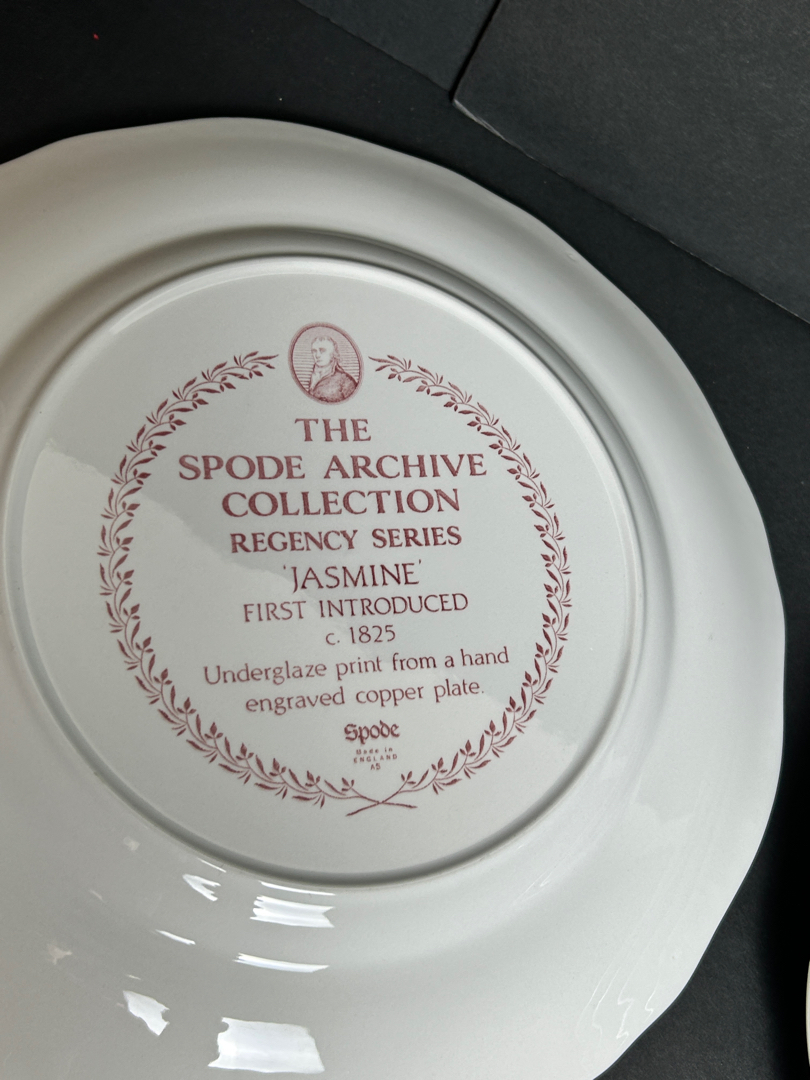 THE
SPODE ARCHIVE
COLLECTION
REGENCY SERIES
'JASMINE'
FIRST INTRODUCED
c. 1825
Underglaze print from a hand
engraved copper plate.
Spode
Made in
ENGLAND
A5